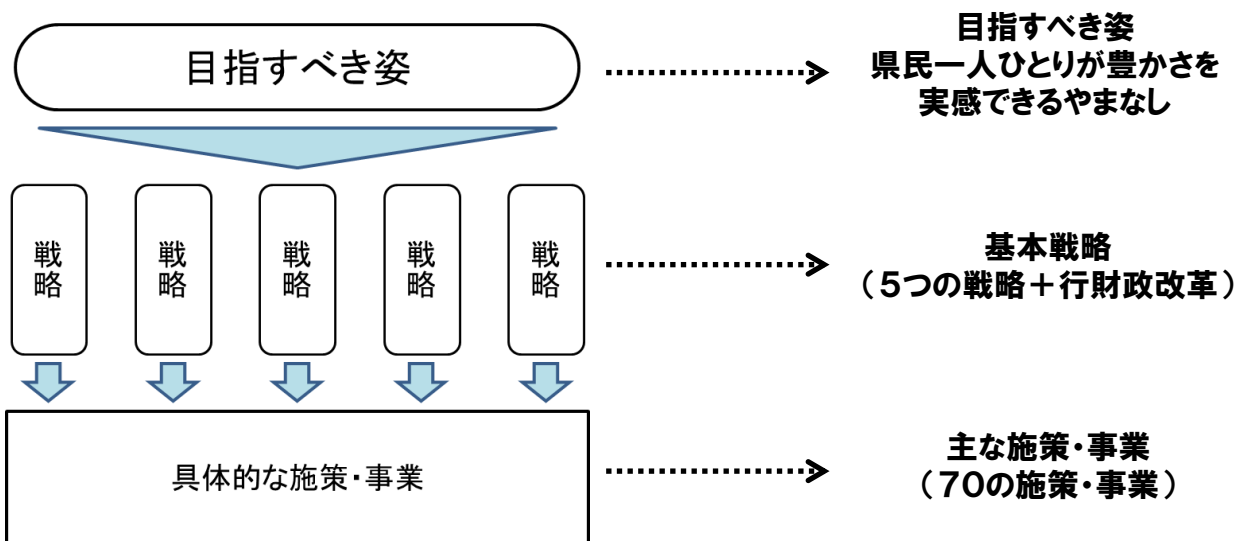 目指すべき姿
目指すべき姿
県民一人ひとりが豊かさを
実感できるやまなし
戦略
戦略
戦略
戦略
戦略
基本戦略
（５つの戦略＋行財政改革）
具体的な施策・事業
主な施策・事業
（７０の施策・事業）